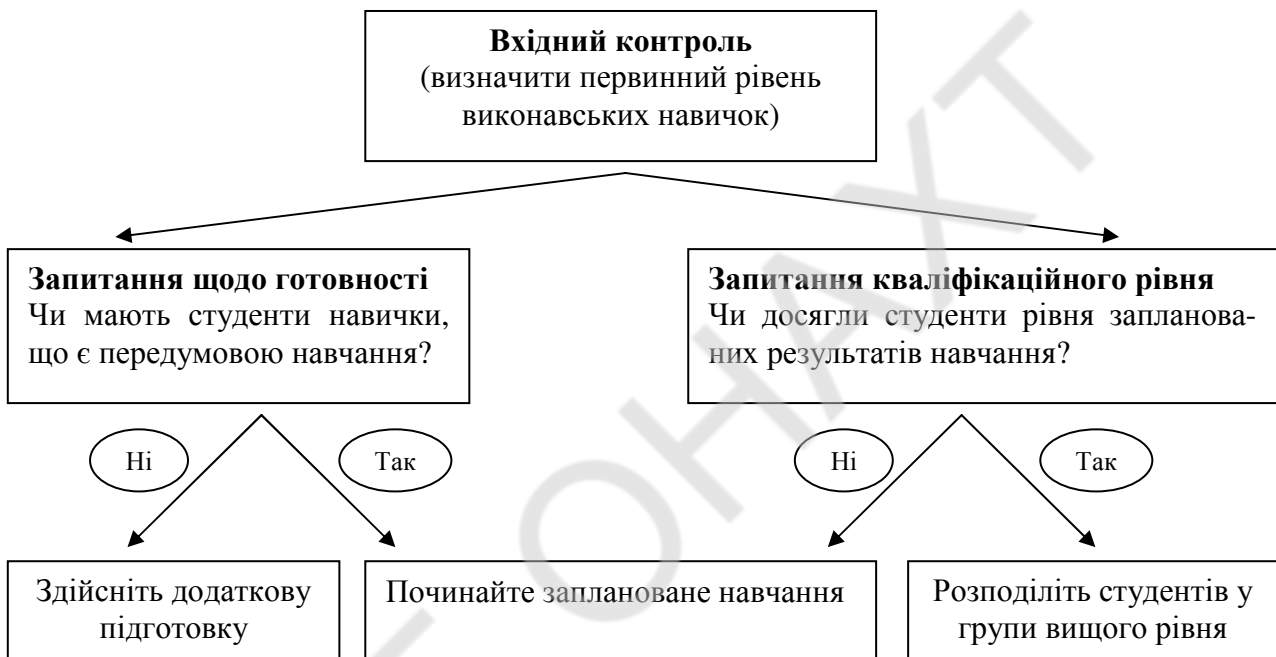 Вхідний контроль
(визначити первинний рівень
виконавських навичок)
Запитання щодо готовності
Чи мають студенти навички,
що є передумовою навчання?
Запитання кваліфікаційного рівня
Чи досягли студенти рівня запланова-
них результатів навчання?
Ні
Так
Ні
Так
Здійсніть додаткову
підготовку
Починайте заплановане навчання
Розподіліть студентів у
групи вищого рівня
ОНАХТ